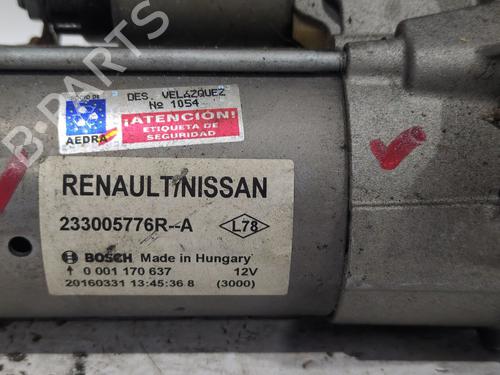 DES. VELAZQUEZ
Nº 1054
AEDRA
¡ATENCIÓN!
ETIQUETA DE
SEGURIDAD
RENAULT/NISSAN
233005776R--A
L78
BOSCH Made in Hungary
0 001 170 637 12V
20160331 13:45:36 8 (3000)
B-PARTS